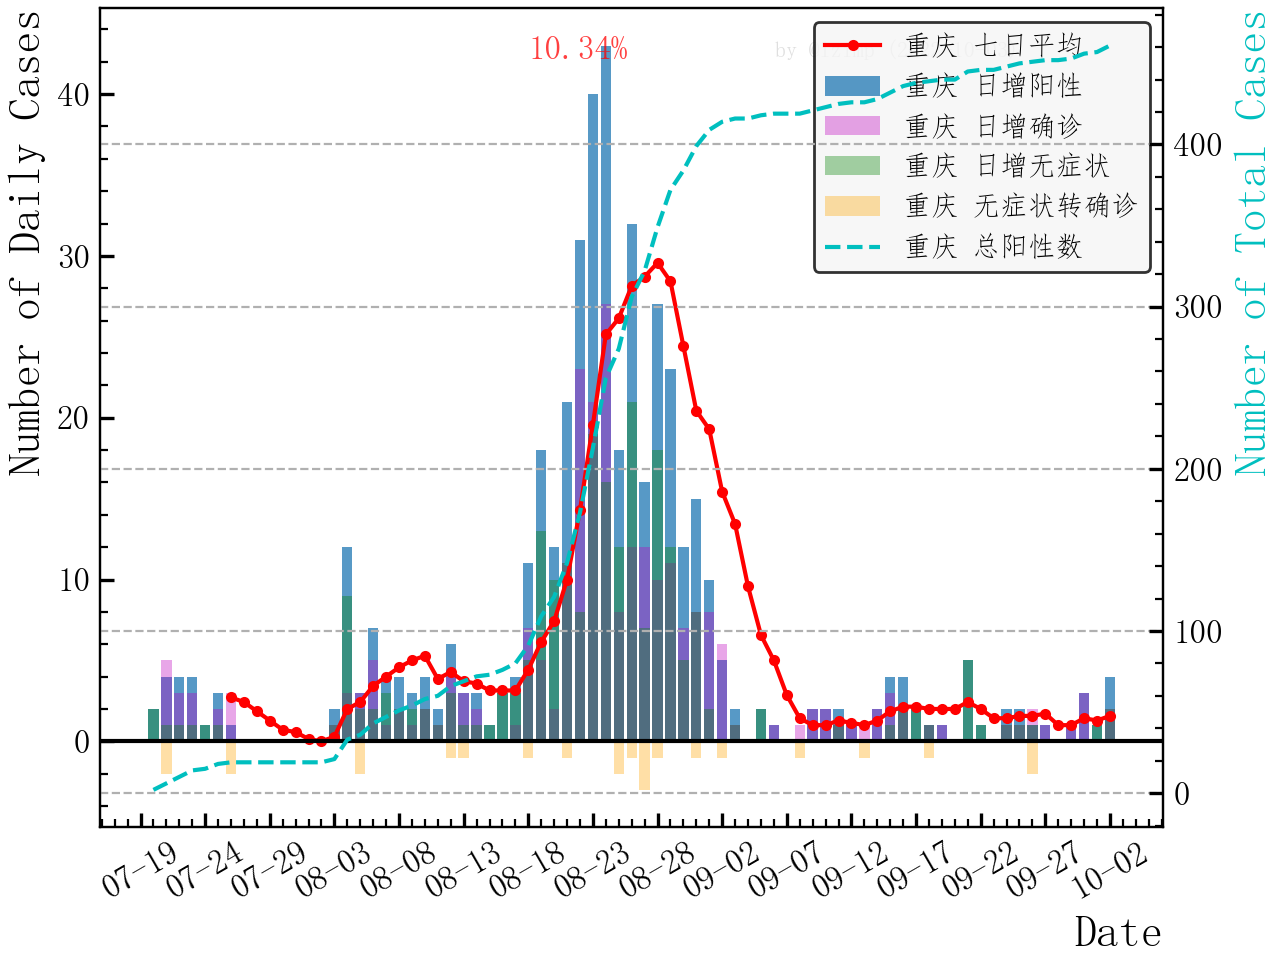 10.34%
by
重庆 七日平均
重庆 日增阳性
重庆 日增确诊
重庆 日增无症状
重庆 无症状转确诊
重庆 总阳性数
Number of Daily Cases
40
30
20
10
0
Number of Total Cases
400
300
200
100
0
07-19 07-24 07-29 08-03 08-08 08-13 08-18 08-23 08-28 09-02 09-07 09-12 09-17 09-22 09-27 10-02
Date